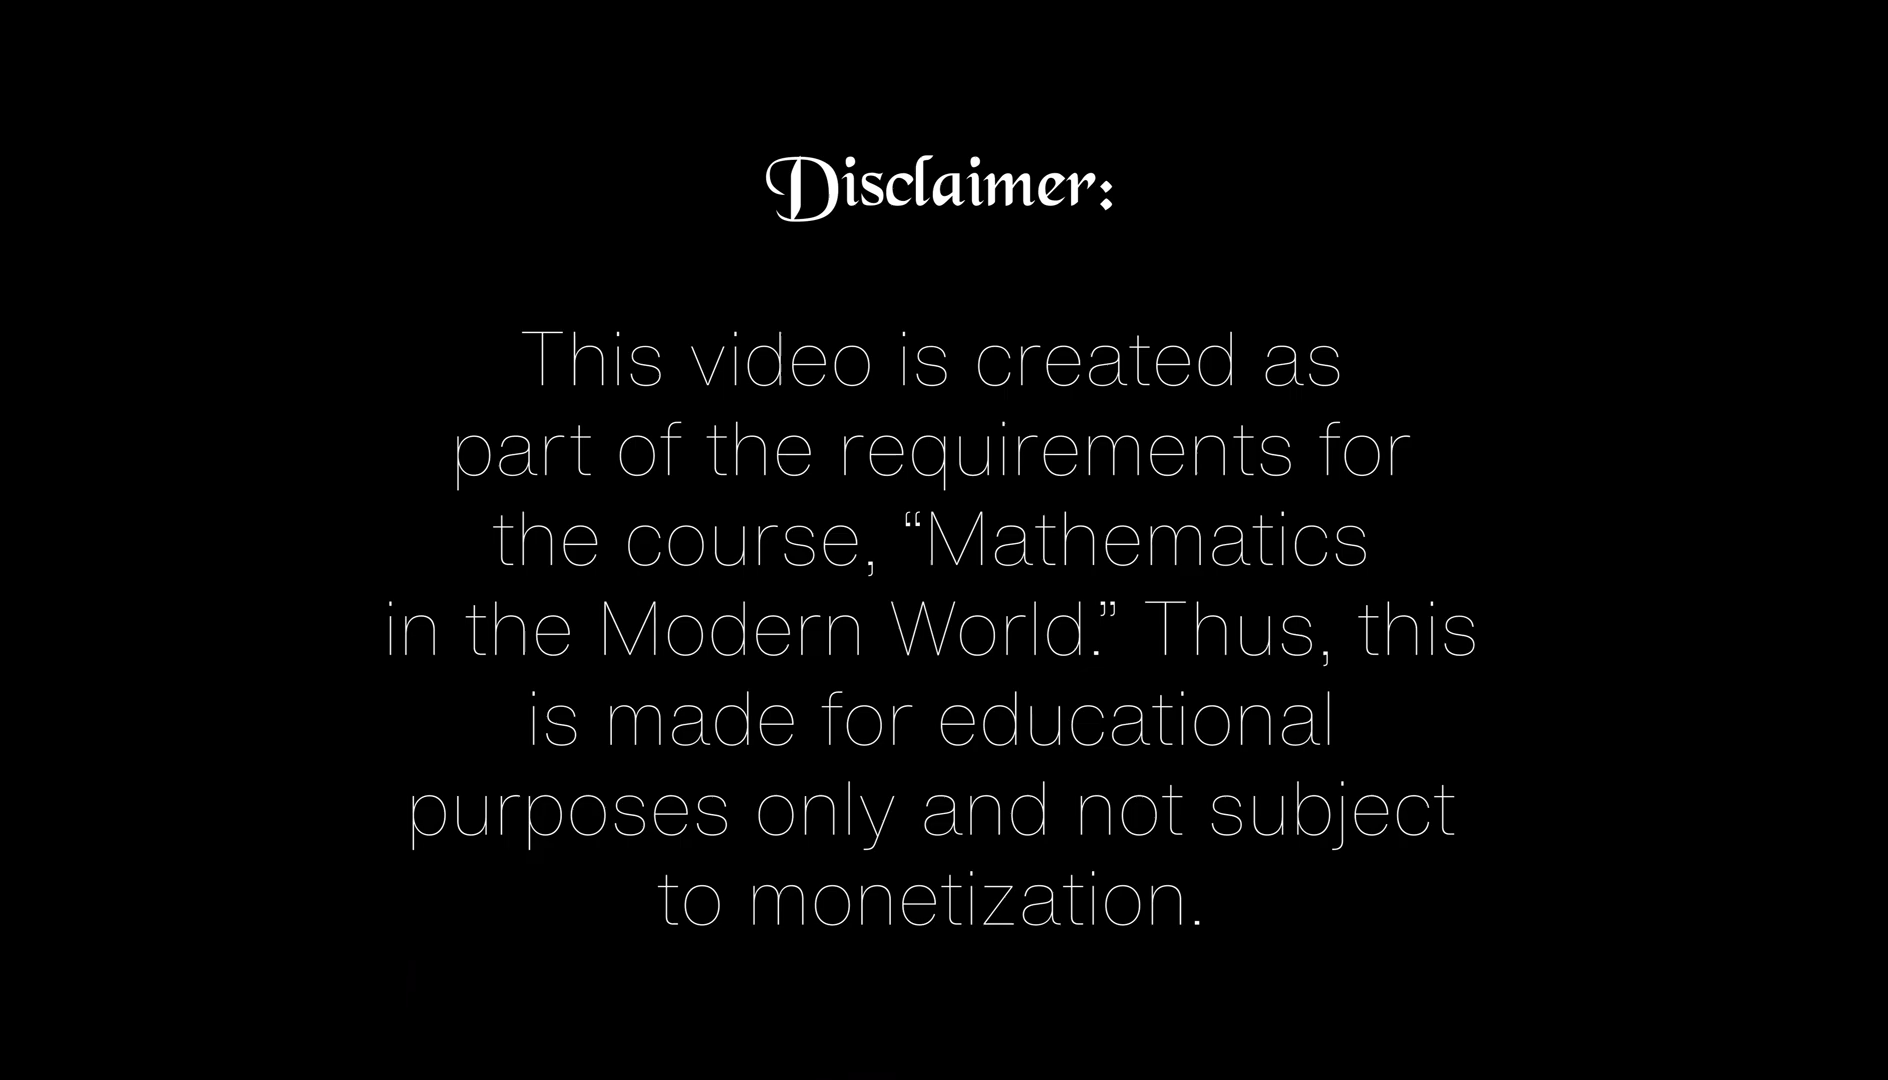 Disclaimer:
This video is created as
part of the requirements for
the course, “Mathematics
in the Modern World.” Thus, this
is made for educational
purposes only and not subject
to monetization.